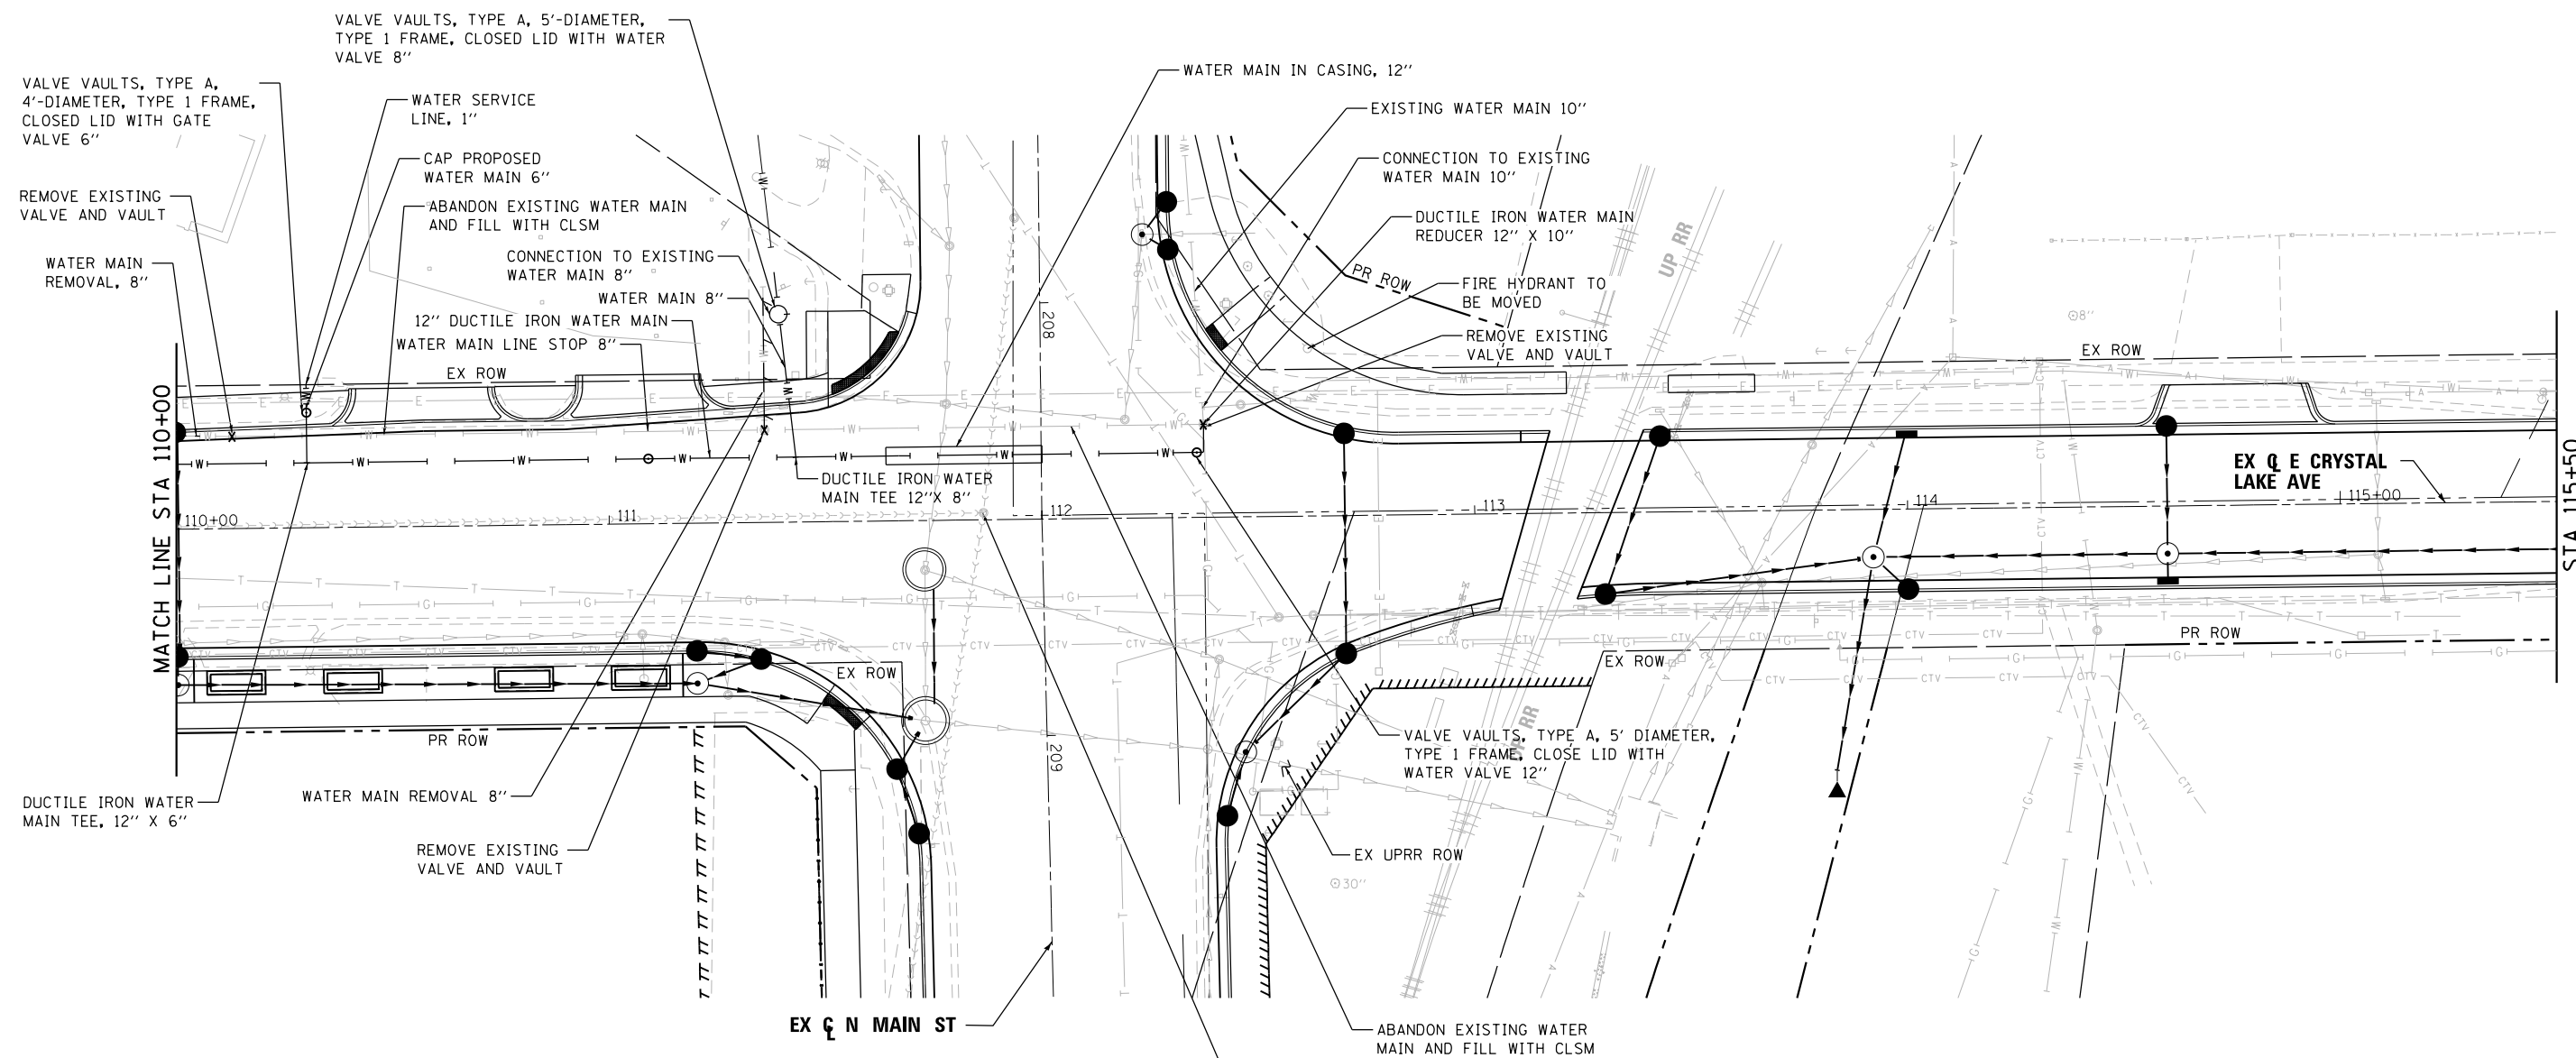 VALVE VAULTS, TYPE A, 5'-DIAMETER,
TYPE 1 FRAME, CLOSED LID WITH WATER
VALVE 8''
VALVE VAULTS, TYPE A,
4'-DIAMETER, TYPE 1 FRAME,
CLOSED LID WITH GATE
VALVE 6''
WATER SERVICE
LINE, 1''
CAP PROPOSED
WATER MAIN 6''
REMOVE EXISTING
VALVE AND VAULT
ABANDON EXISTING WATER MAIN
AND FILL WITH CLSM
WATER MAIN
REMOVAL, 8''
CONNECTION TO EXISTING
WATER MAIN 8''
WATER MAIN 8''
12'' DUCTILE IRON WATER MAIN
WATER MAIN LINE STOP 8''
EX ROW
WATER MAIN IN CASING, 12''
EXISTING WATER MAIN 10''
CONNECTION TO EXISTING
WATER MAIN 10''
DUCTILE IRON WATER MAIN
REDUCER 12'' X 10''
FIRE HYDRANT TO
BE MOVED
REMOVE EXISTING
VALVE AND VAULT
PR ROW
UP RR
8''
EX ROW
208
MATCH LINE STA 110+00
DUCTILE IRON WATER
MAIN TEE 12''X 8''
EX CL E CRYSTAL
LAKE AVE
STA 115+50
110+00
111
112
113
114
115+00
EX ROW
PR ROW
EX ROW
PR ROW
209
UP RR
VALVE VAULTS, TYPE A, 5' DIAMETER,
TYPE 1 FRAME, CLOSE LID WITH
WATER VALVE 12''
DUCTILE IRON WATER
MAIN TEE, 12'' X 6''
WATER MAIN REMOVAL 8''
REMOVE EXISTING
VALVE AND VAULT
EX UPRR ROW
30''
EX CL N MAIN ST
ABANDON EXISTING WATER
MAIN AND FILL WITH CLSM